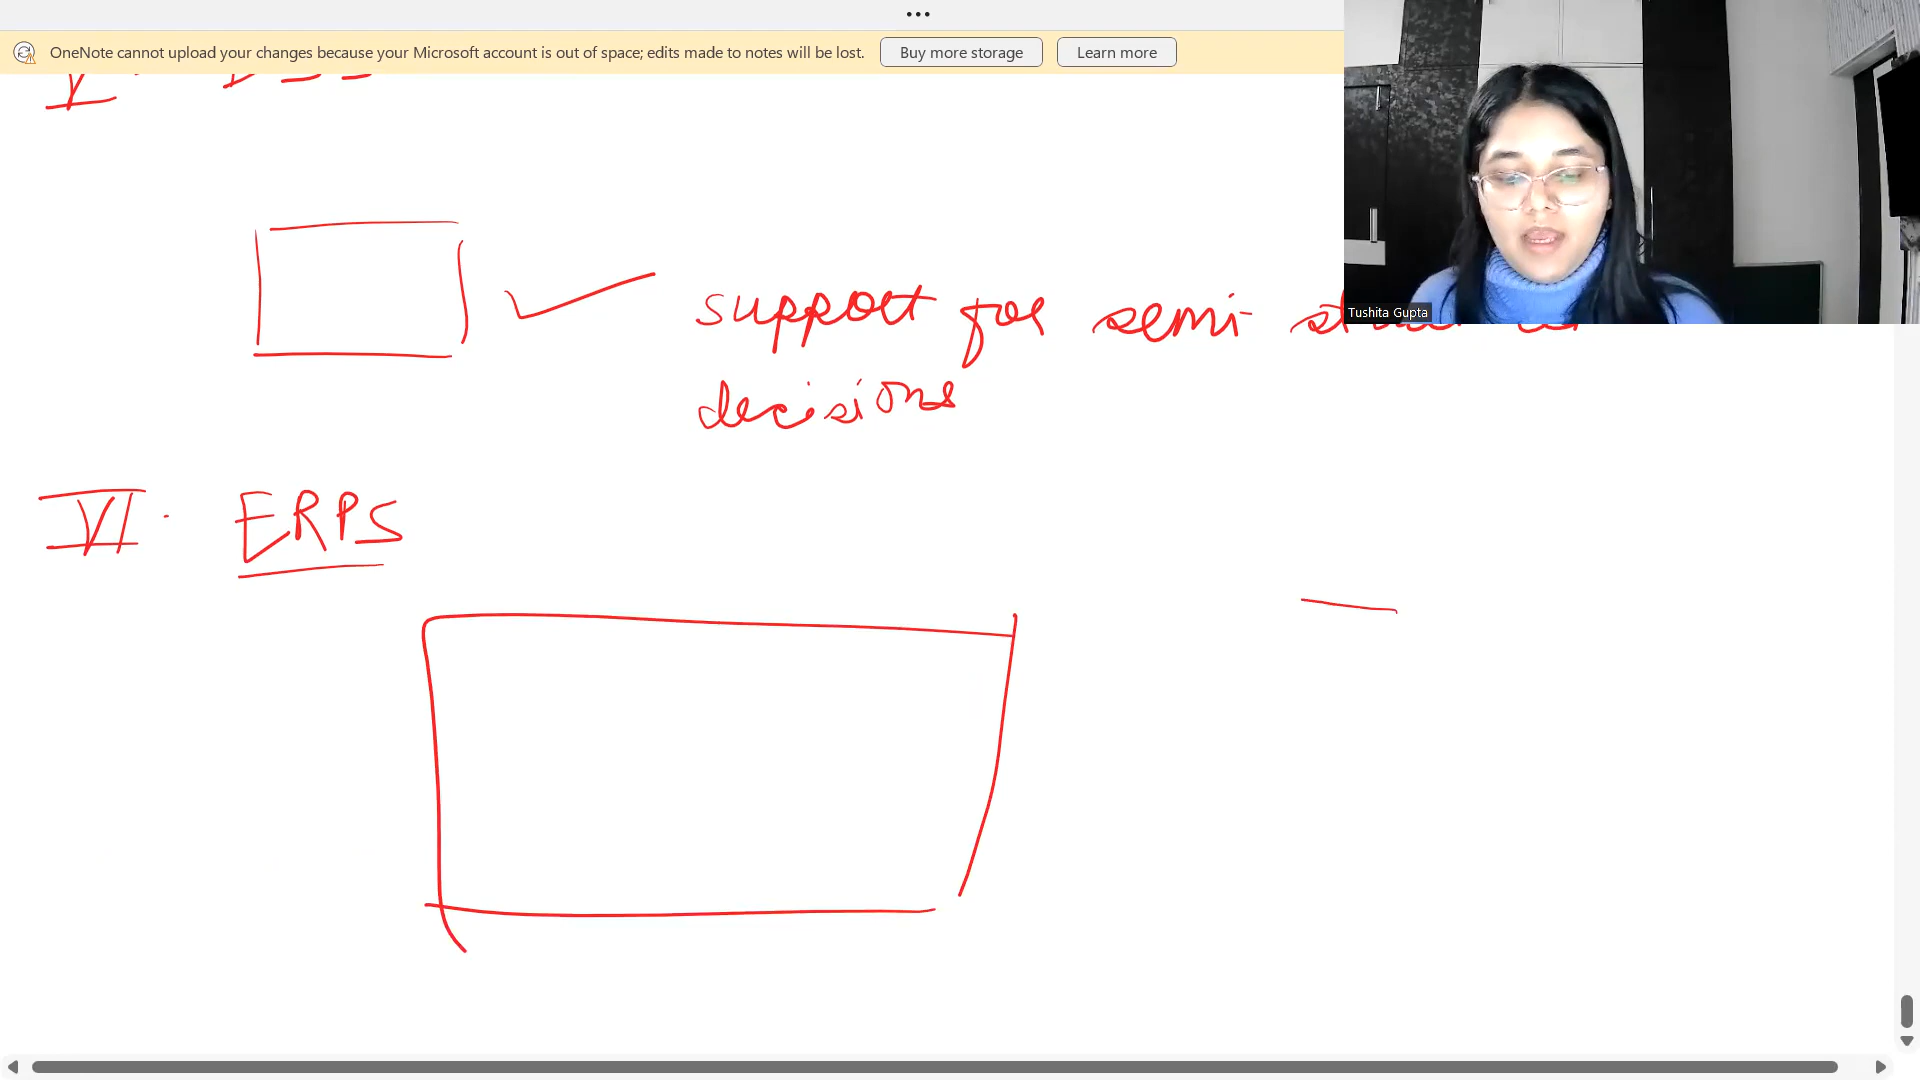 OneNote cannot upload your changes because your Microsoft account is out of space; edits made to notes will be lost. Buy more storage Learn more
Tushita Gupta
support for semi-
decisions
VI. ERPS